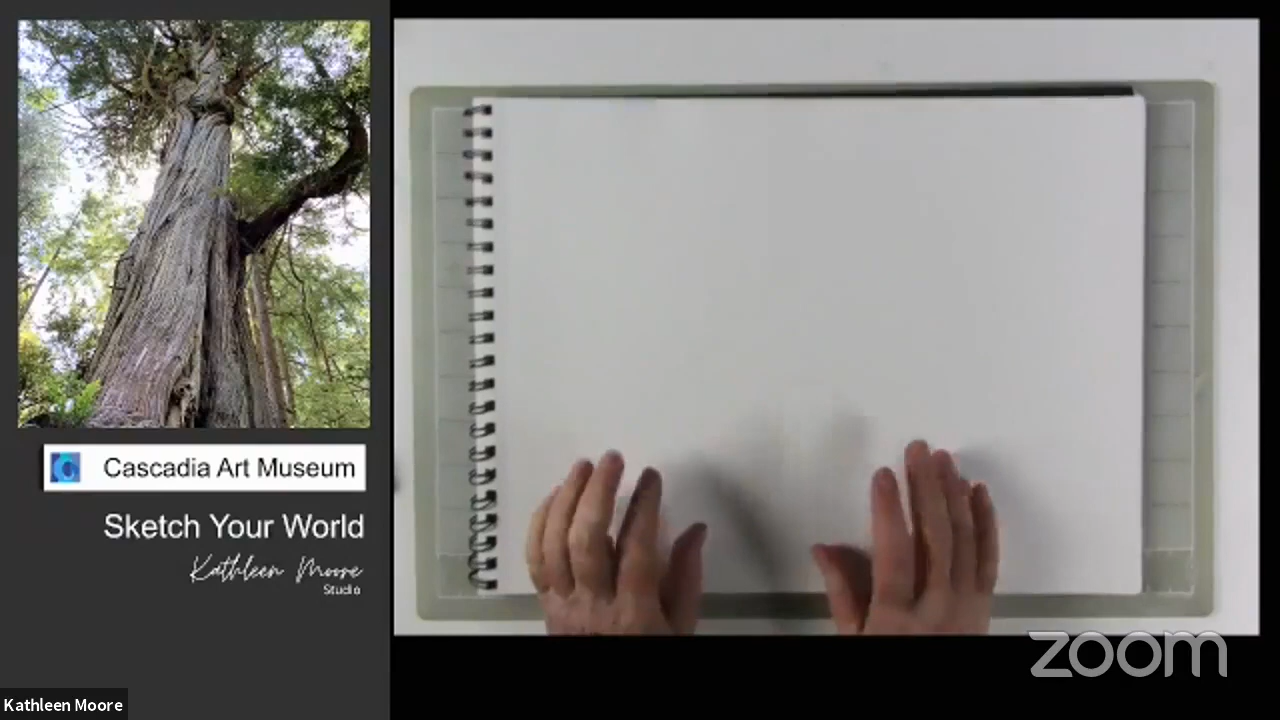 Cascadia Art Museum
Sketch Your World
Kathleen Moore
Studio
zoom
Kathleen Moore